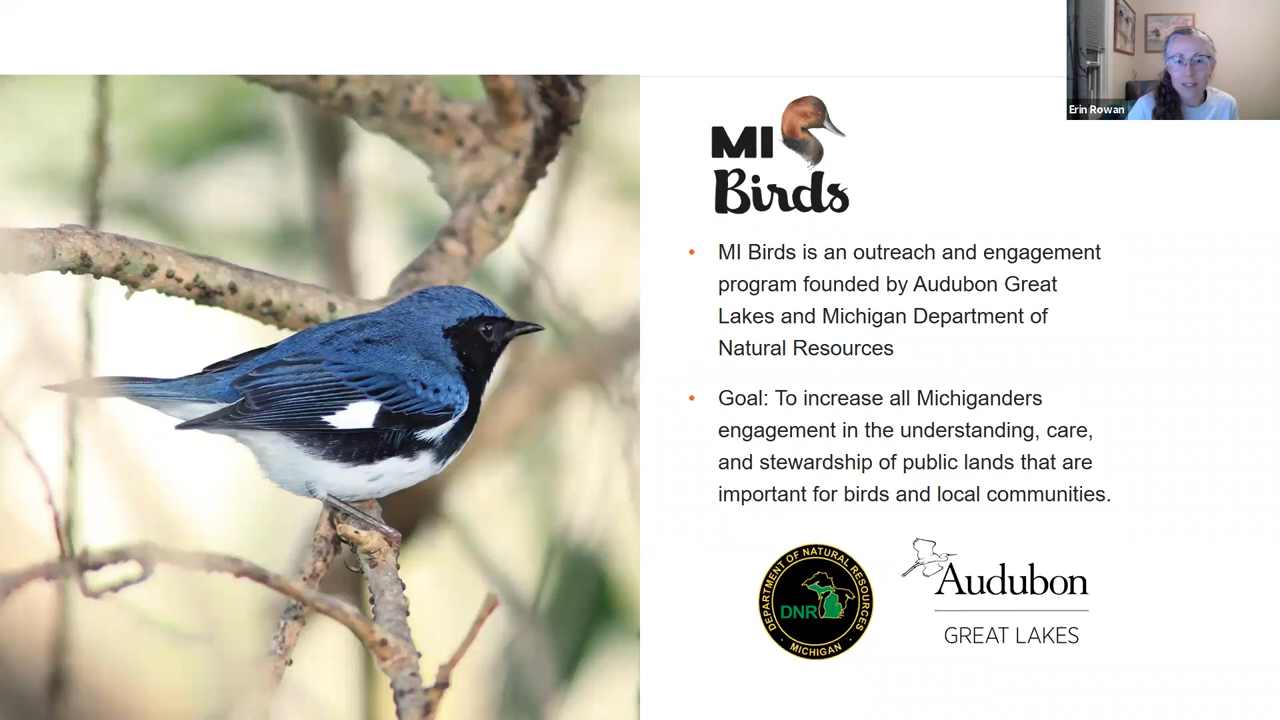 Erin Rowan
MI
Birds
• MI Birds is an outreach and engagement
program founded by Audubon Great
Lakes and Michigan Department of
Natural Resources
• Goal: To increase all Michiganders
engagement in the understanding, care,
and stewardship of public lands that are
important for birds and local communities.
DEPARTMENT OF NATURAL RESOURCES
DNR
MICHIGAN
Audubon
GREAT LAKES